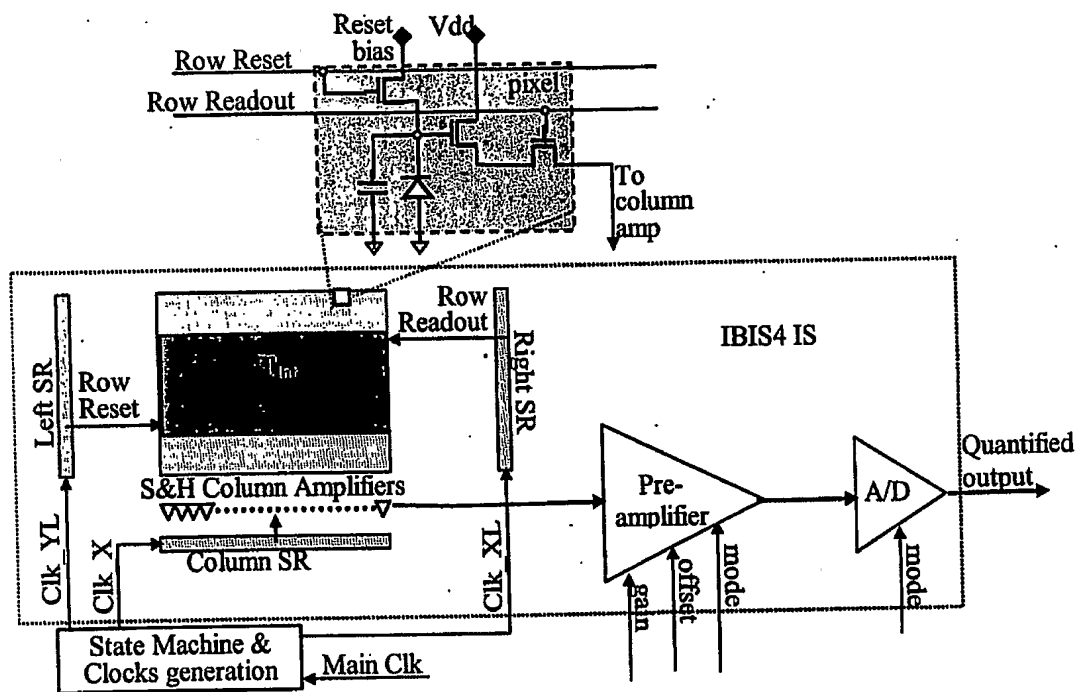 Reset
bias
Vdd
Row Reset
pixel
Row Readout
To
column
amp
Row
Readout
IBIS4 IS
Left SR
Row
Reset
Tint
Right SR
Quantified
output
S&H Column Amplifiers
Pre-
amplifier
A/D
Column SR
Clk_YL
Clk_X
Clk_XL
gain
offset
mode
mode
State Machine &
Clocks generation
Main Clk